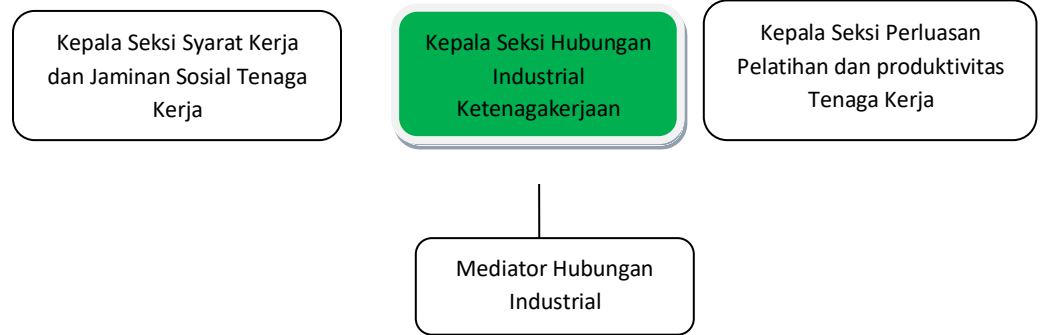 Kepala Seksi Syarat Kerja
dan Jaminan Sosial Tenaga
Kerja
Kepala Seksi Hubungan
Industrial
Ketenagakerjaan
Kepala Seksi Perluasan
Pelatihan dan produktivitas
Tenaga Kerja
Mediator Hubungan
Industrial